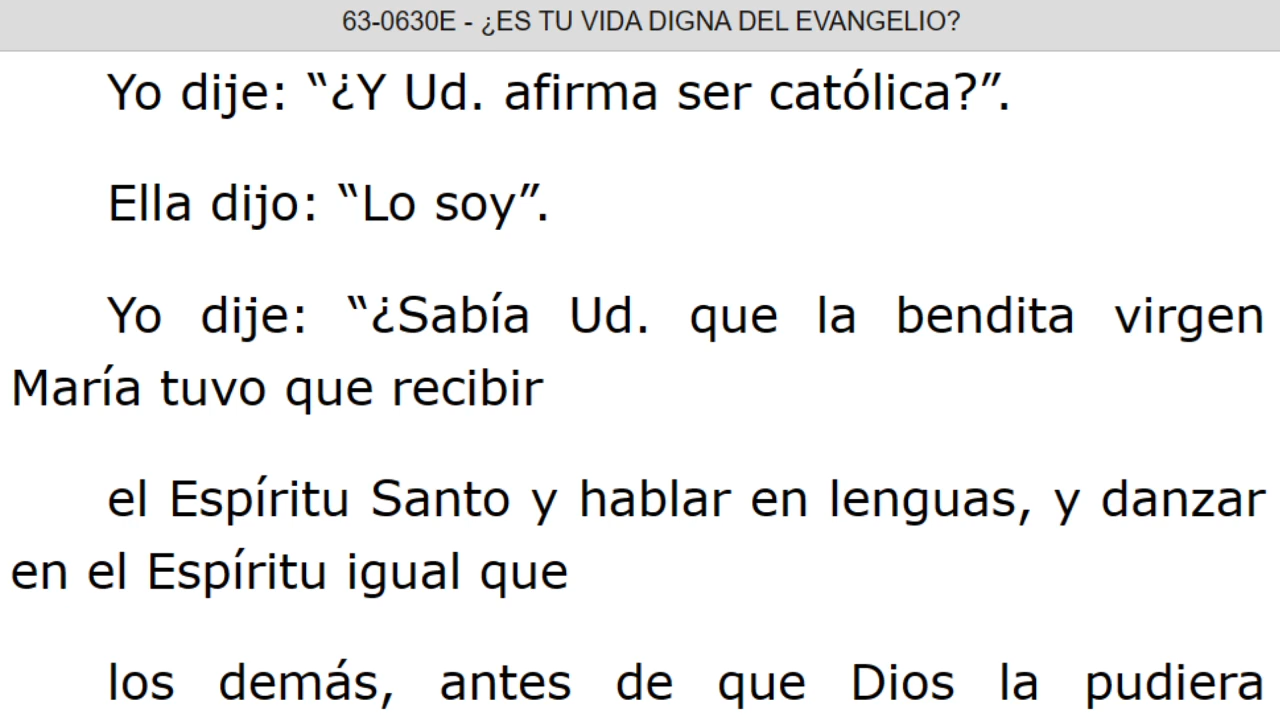 63-0630E - ¿ES TU VIDA DIGNA DEL EVANGELIO?
Yo dije: “¿Y Ud. afirma ser católica?”.
Ella dijo: “Lo soy”.
Yo dije: “¿Sabía Ud. que la bendita virgen
María tuvo que recibir
el Espíritu Santo y hablar en lenguas, y danzar
en el Espíritu igual que
los demás, antes de que Dios la pudiera